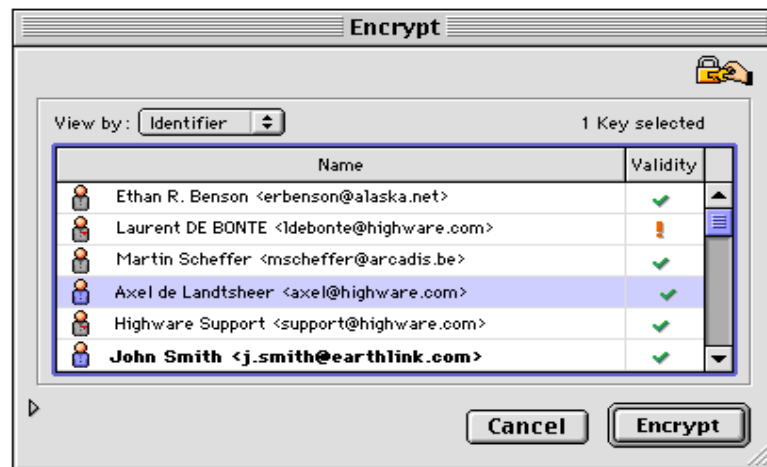 Encrypt
View by: Identifier 1 Key selected
Name Validity
Ethan R. Benson <erbenson@alaska.net>
Laurent DE BONTE <ldebonte@highware.com>
Martin Scheffer <mscheffer@arcadis.be>
Axel de Landtsheer <axel@highware.com>
Highware Support <support@highware.com>
John Smith <j.smith@earthlink.com>
Cancel Encrypt